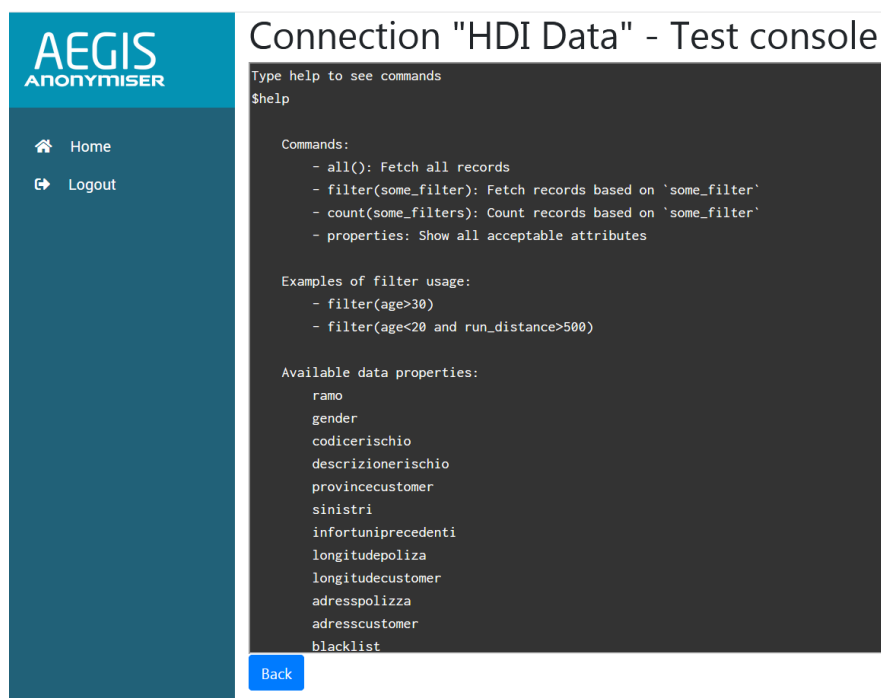 AEGIS
ANONYMISER
Home
Logout
Connection "HDI Data" - Test console
Type help to see commands
$help
Commands:
- all(): Fetch all records
- filter(some_filter): Fetch records based on `some_filter`
- count(some_filters): Count records based on `some_filter`
- properties: Show all acceptable attributes
Examples of filter usage:
- filter(age>30)
- filter(age<20 and run_distance>500)
Available data properties:
ramo
gender
codicerischio
descrizionerischio
provincecustomer
sinistri
infortuniprecedenti
longitudepoliza
longitudecustomer
adresspolizza
adresscustomer
blacklist
Back